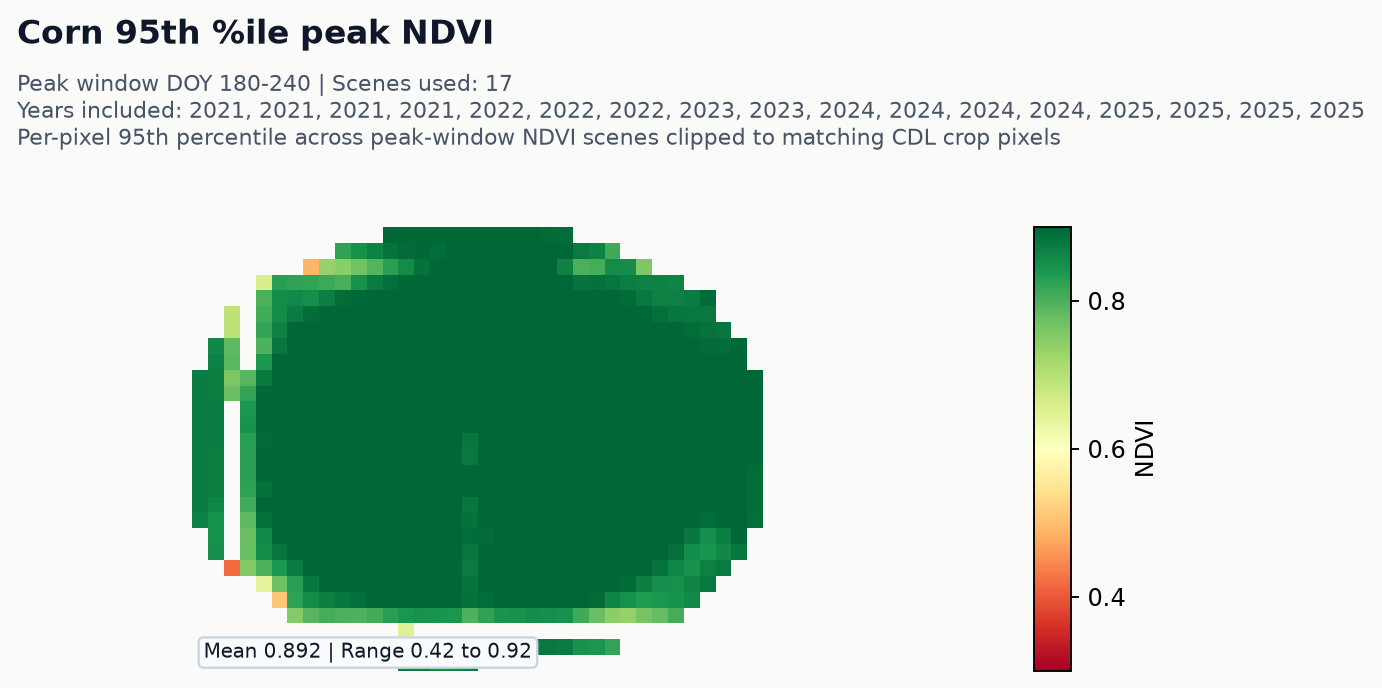 Corn 95th %ile peak NDVI
Peak window DOY 180-240 | Scenes used: 17
Years included: 2021, 2021, 2021, 2021, 2022, 2022, 2022, 2023, 2023, 2024, 2024, 2024, 2024, 2025, 2025, 2025, 2025
Per-pixel 95th percentile across peak-window NDVI scenes clipped to matching CDL crop pixels
0.8
0.6
NDVI
0.4
Mean 0.892 | Range 0.42 to 0.92